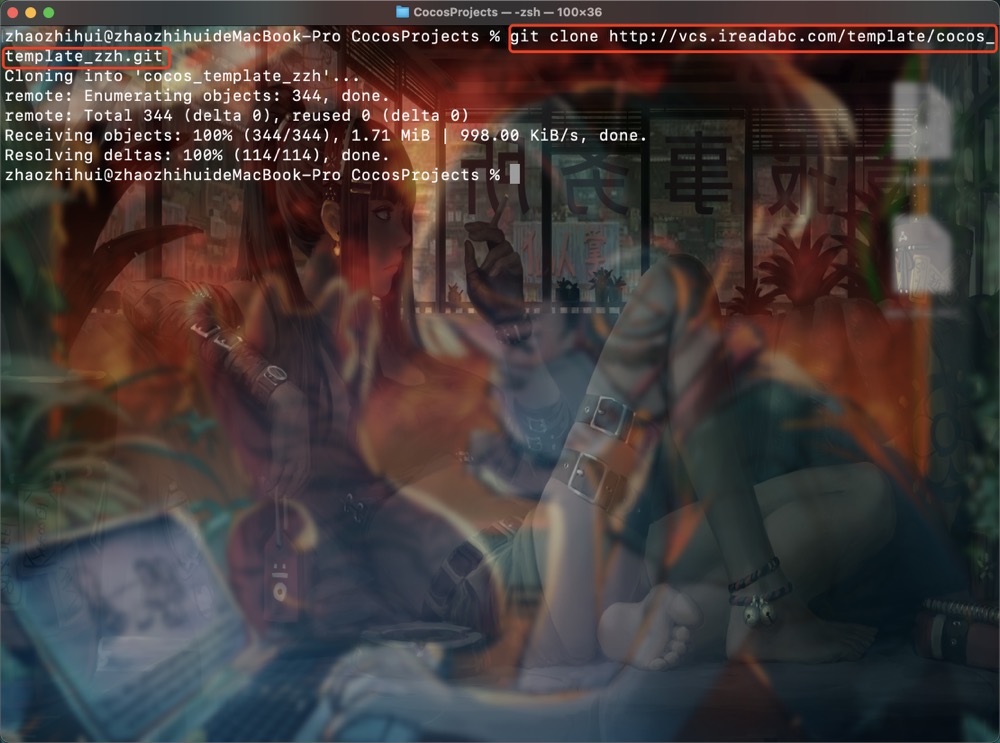 CocosProjects — -zsh — 100×36
zhaozhihui@zhaozhihuideMacBook-Pro CocosProjects % git clone http://vcs.ireadabc.com/template/cocos_
template_zzh.git
Cloning into 'cocos_template_zzh'...
remote: Enumerating objects: 344, done.
remote: Total 344 (delta 0), reused 0 (delta 0)
Receiving objects: 100% (344/344), 1.71 MiB | 998.00 KiB/s, done.
Resolving deltas: 100% (114/114), done.
zhaozhihui@zhaozhihuideMacBook-Pro CocosProjects %